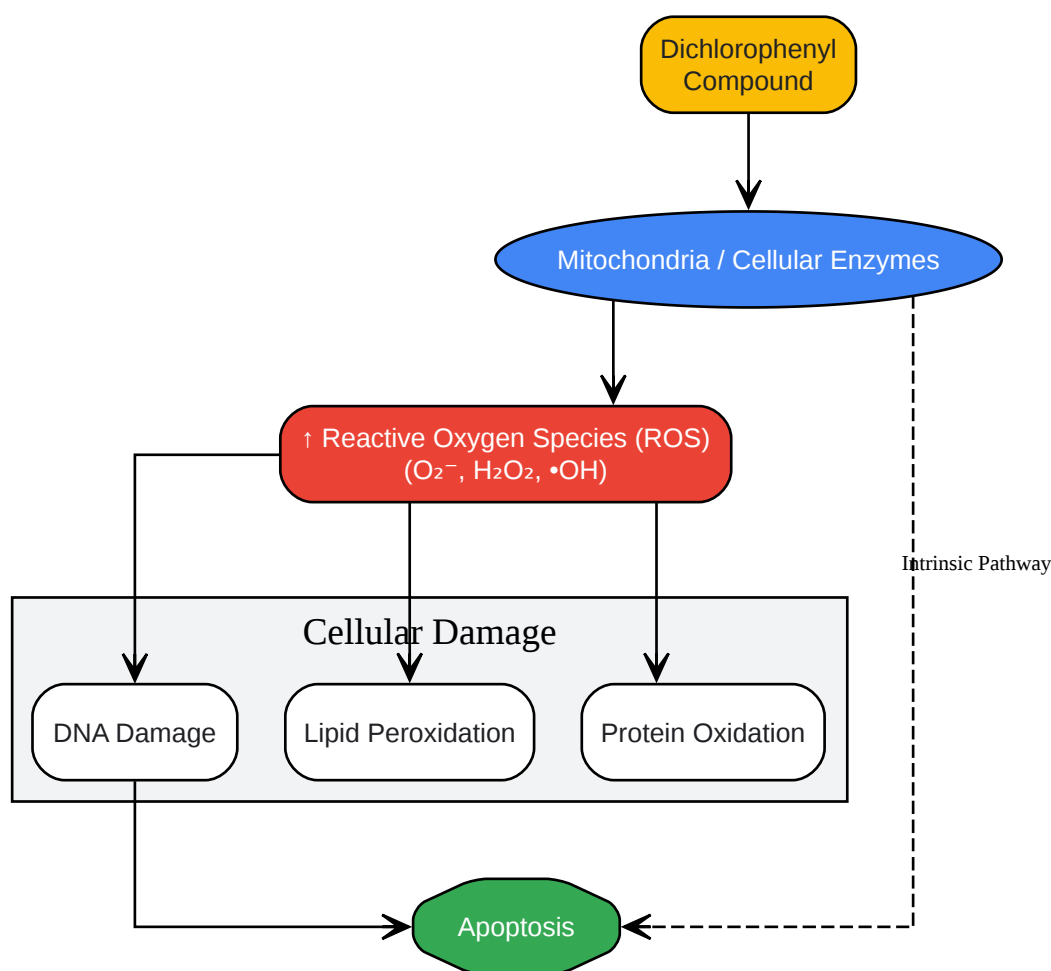 Dichlorophenyl
Compound
Mitochondria / Cellular Enzymes
↑ Reactive Oxygen Species (ROS)
(O₂⁻, H₂O₂, •OH)
Intrinsic Pathway
Cellular Damage
DNA Damage
Lipid Peroxidation
Protein Oxidation
Apoptosis